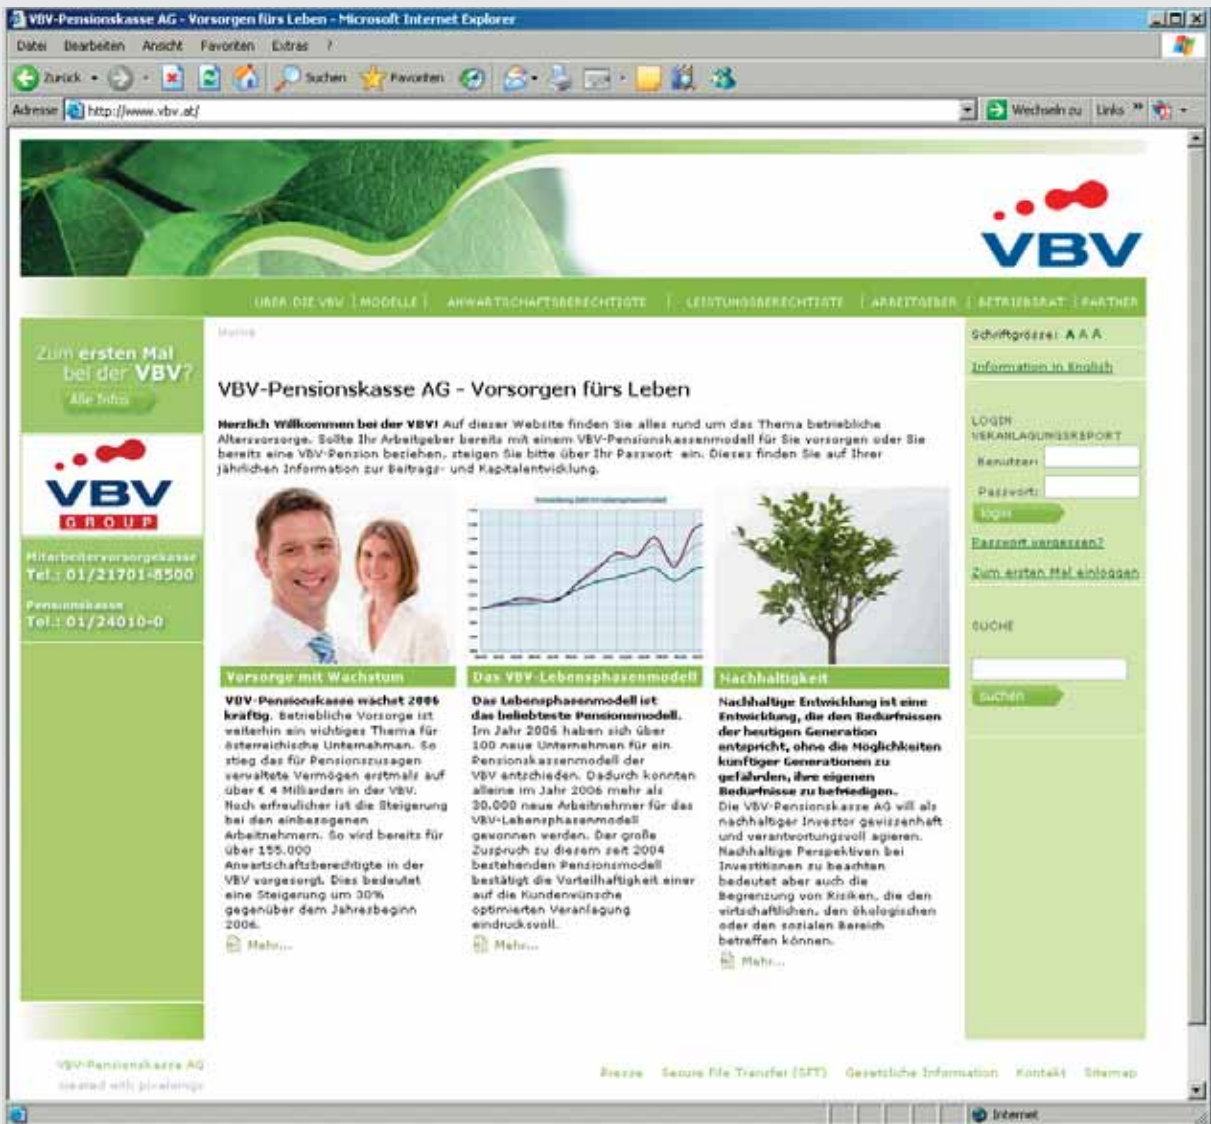 VBV-Pensionskasse AG - Vorsorgen fürs Leben - Microsoft Internet Explorer
Datei Bearbeiten Ansicht Favoriten Extras ?
Zurück Suchen Favoriten
Adresse http://www.vbv.at/ Wechseln zu Links »
VBV
ÜBER DIE VBV | MODELLE | ANWARTSCHAFTSBERECHTIGTE | LEISTUNGSBERECHTIGTE | ARBEITGEBER | BETRIEBSRAT | PARTNER
Zum ersten Mal
bei der VBV?
Alle Infos
VBV
GROUP
Mitarbeitervorsorgekasse
Tel.: 01/21701-8500
Pensionskasse
Tel.: 01/24010-0
Home
VBV-Pensionskasse AG - Vorsorgen fürs Leben
Herzlich Willkommen bei der VBV! Auf dieser Website finden Sie alles rund um das Thema betriebliche
Altersvorsorge. Sollte Ihr Arbeitgeber bereits mit einem VBV-Pensionskassenmodell für Sie vorsorgen oder Sie
bereits eine VBV-Pension beziehen, steigen Sie bitte über Ihr Passwort ein. Dieses finden Sie auf Ihrer
jährlichen Information zur Beitrags- und Kapitalentwicklung.
Vorsorge mit Wachstum
VBV-Pensionskasse wächst 2006
kräftig. Betriebliche Vorsorge ist
weiterhin ein wichtiges Thema für
österreichische Unternehmen. So
stieg das für Pensionszusagen
verwaltete Vermögen erstmals auf
über € 4 Milliarden in der VBV.
Noch erfreulicher ist die Steigerung
bei den einbezogenen
Arbeitnehmern. So wird bereits für
über 155.000
Anwartschaftsberechtigte in der
VBV vorgesorgt. Dies bedeutet
eine Steigerung um 30%
gegenüber dem Jahresbeginn
2006.
Mehr...
Das VBV-Lebensphasenmodell
Das Lebensphasenmodell ist
das beliebteste Pensionsmodell.
Im Jahr 2006 haben sich über
100 neue Unternehmen für ein
Pensionskassenmodell der
VBV entschieden. Dadurch konnten
alleine im Jahr 2006 mehr als
30.000 neue Arbeitnehmer für das
VBV-Lebensphasenmodell
gewonnen werden. Der große
Zuspruch zu diesem seit 2004
bestehenden Pensionsmodell
bestätigt die Vorteilhaftigkeit einer
auf die Kundenwünsche
optimierten Veranlagung
eindrucksvoll.
Mehr...
Nachhaltigkeit
Nachhaltige Entwicklung ist eine
Entwicklung, die den Bedürfnissen
der heutigen Generation
entspricht, ohne die Möglichkeiten
künftiger Generationen zu
gefährden, ihre eigenen
Bedürfnisse zu befriedigen.
Die VBV-Pensionskasse AG will als
nachhaltiger Investor gewissenhaft
und verantwortungsvoll agieren.
Nachhaltige Perspektiven bei
Investitionen zu beachten
bedeutet aber auch die
Begrenzung von Risiken, die den
wirtschaftlichen, den ökologischen
oder den sozialen Bereich
betreffen können.
Mehr...
Schriftgrösse: A A A
Information in English
LOGIN
VERANLAGUNGSREPORT
Benutzer:
Passwort:
login
Passwort vergessen?
Zum ersten Mal einloggen
SUCHE
suchen
VBV-Pensionskasse AG
created with pixelwings
Presse Secure File Transfer (SFT) Gesetzliche Information Kontakt Sitemap
Internet